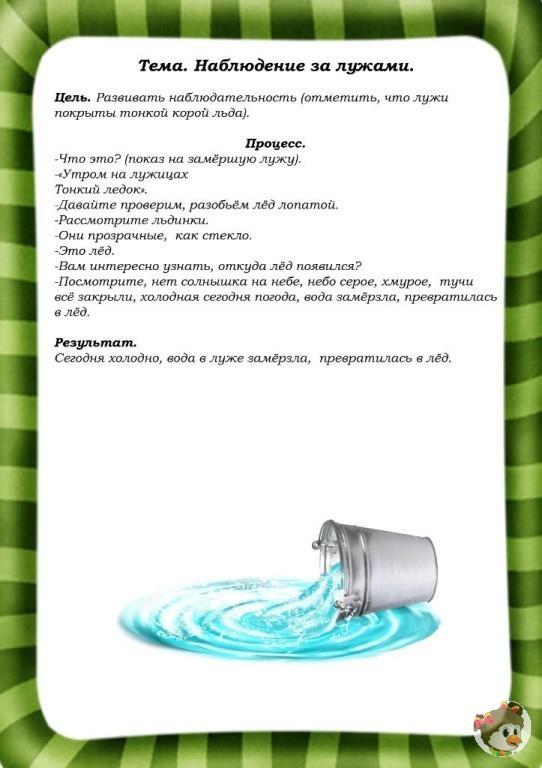 Тема. Наблюдение за лужами.
Цель. Развивать наблюдательность (отметить, что лужи
покрыты тонкой корой льда).
Процесс.
-Что это? (показ на замёршую лужу).
-«Утром на лужицах
Тонкий ледок».
-Давайте проверим, разобьём лёд лопатой.
-Рассмотрите льдинки.
-Они прозрачные, как стекло.
-Это лёд.
-Вам интересно узнать, откуда лёд появился?
-Посмотрите, нет солнышка на небе, небо серое, хмурое, тучи
всё закрыли, холодная сегодня погода, вода замёрзла, превратилась
в лёд.
Результат.
Сегодня холодно, вода в луже замёрзла, превратилась в лёд.